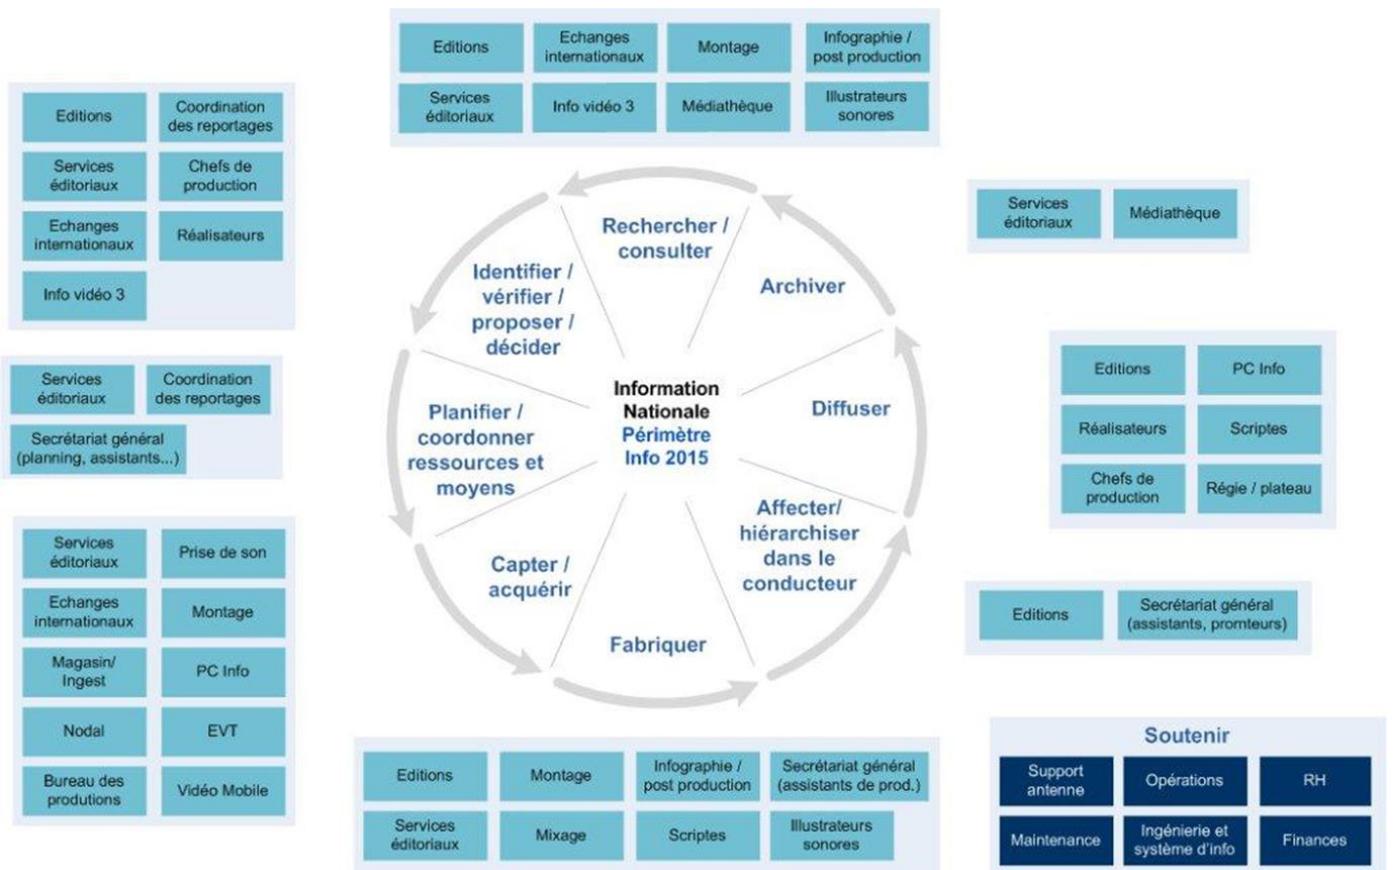 Editions
Echanges
internationaux
Montage
Infographie /
post production
Services
éditoriaux
Info vidéo 3
Médiathèque
Illustrateurs
sonores
Editions
Coordination
des reportages
Services
éditoriaux
Chefs de
production
Echanges
internationaux
Réalisateurs
Info vidéo 3
Services
éditoriaux
Coordination
des reportages
Secrétariat général
(planning, assistants...)
Services
éditoriaux
Prise de son
Echanges
internationaux
Montage
Magasin/
Ingest
PC Info
Nodal
EVT
Bureau des
produtions
Vidéo Mobile
Rechercher /
consulter
Identifier /
vérifier /
proposer /
décider
Archiver
Planifier /
coordonner
ressources et
moyens
Information
Nationale
Périmètre
Info 2015
Diffuser
Capter /
acquérir
Affecter/
hiérarchiser
dans le
conducteur
Fabriquer
Services
éditoriaux
Médiathèque
Editions
PC Info
Réalisateurs
Scriptes
Chefs de
production
Régie / plateau
Editions
Secrétariat général
(assistants, promteurs)
Editions
Montage
Infographie /
post production
Secrétariat général
(assistants de prod.)
Services
éditoriaux
Mixage
Scriptes
Illustrateurs
sonores
Soutenir
Support
antenne
Opérations
RH
Maintenance
Ingénierie et
système d'info
Finances